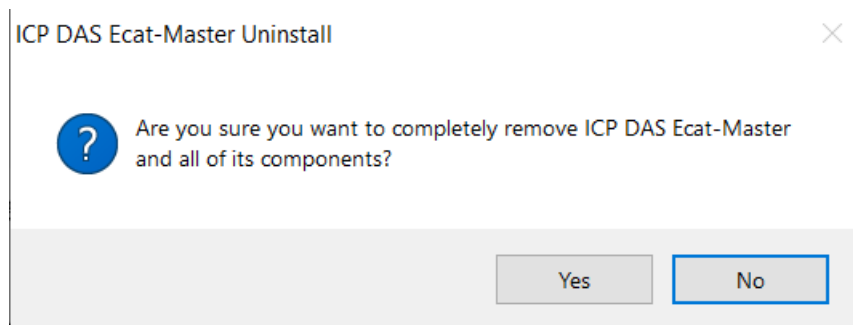 ICP DAS Ecat-Master Uninstall
Are you sure you want to completely remove ICP DAS Ecat-Master
and all of its components?
Yes No